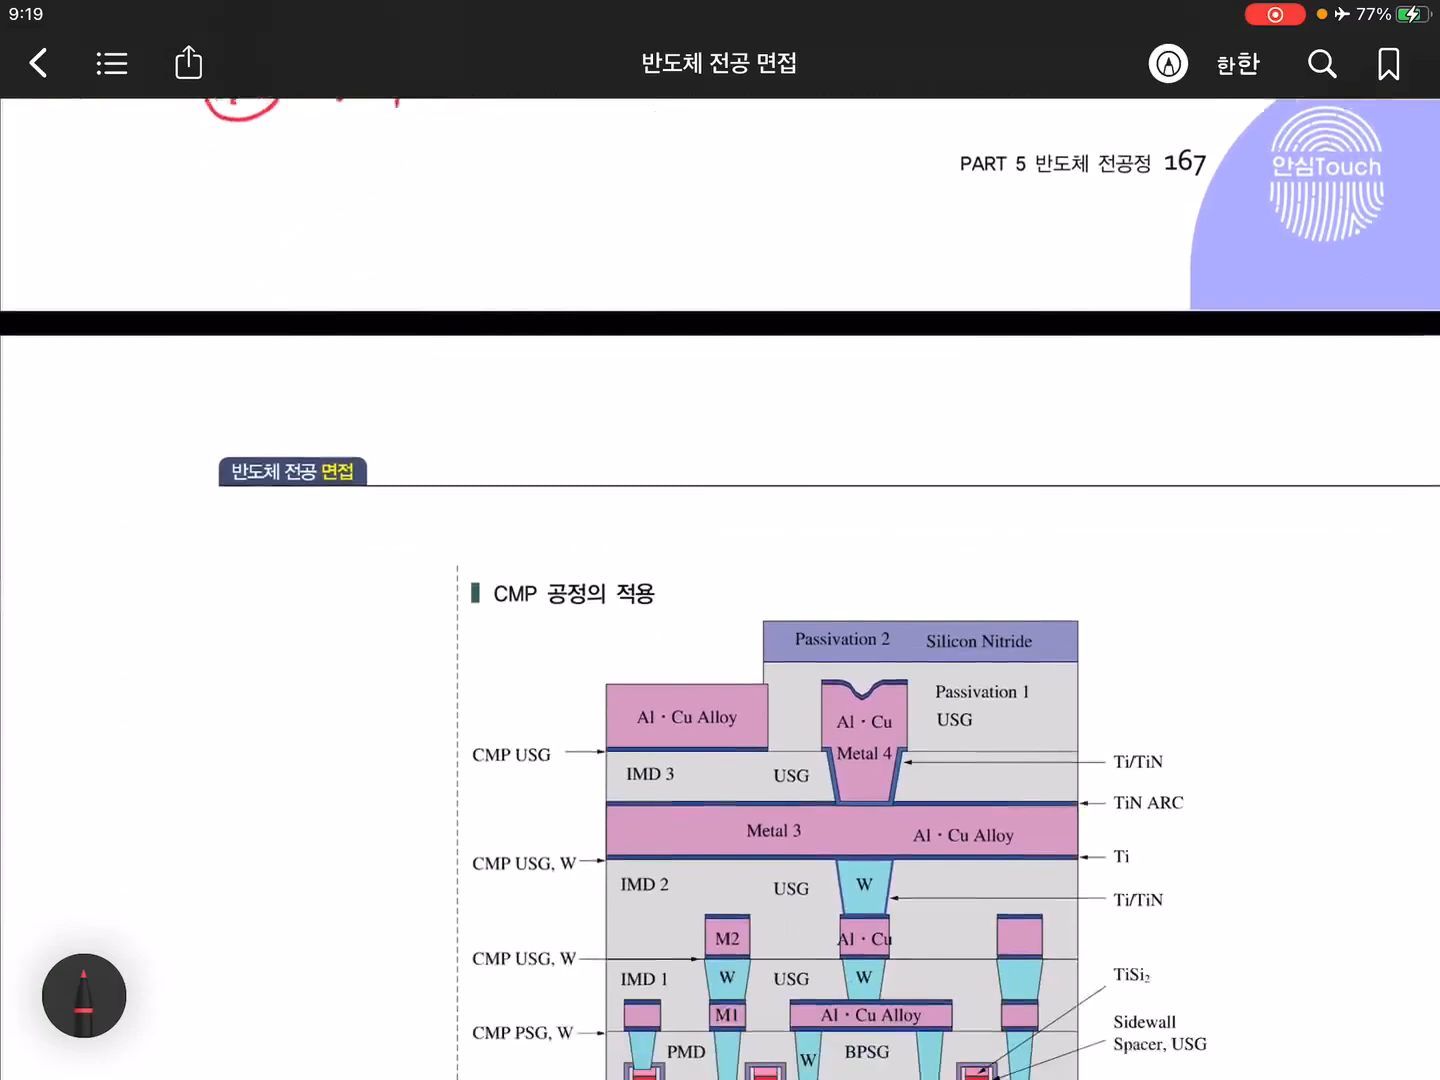 9:19
77%
반도체 전공 면접
한한
PART 5 반도체 전공정 167
안심Touch
반도체 전공 면접
CMP 공정의 적용
Passivation 2 Silicon Nitride
Passivation 1
USG
Al・Cu Alloy
Al・Cu
Metal 4
CMP USG
IMD 3 USG
Ti/TiN
TiN ARC
Metal 3 Al・Cu Alloy
CMP USG, W
Ti
IMD 2 USG W
Ti/TiN
M2 Al・Cu
CMP USG, W
IMD 1 W USG W
TiSi₂
M1 Al・Cu Alloy
CMP PSG, W
Sidewall
Spacer, USG
PMD W BPSG